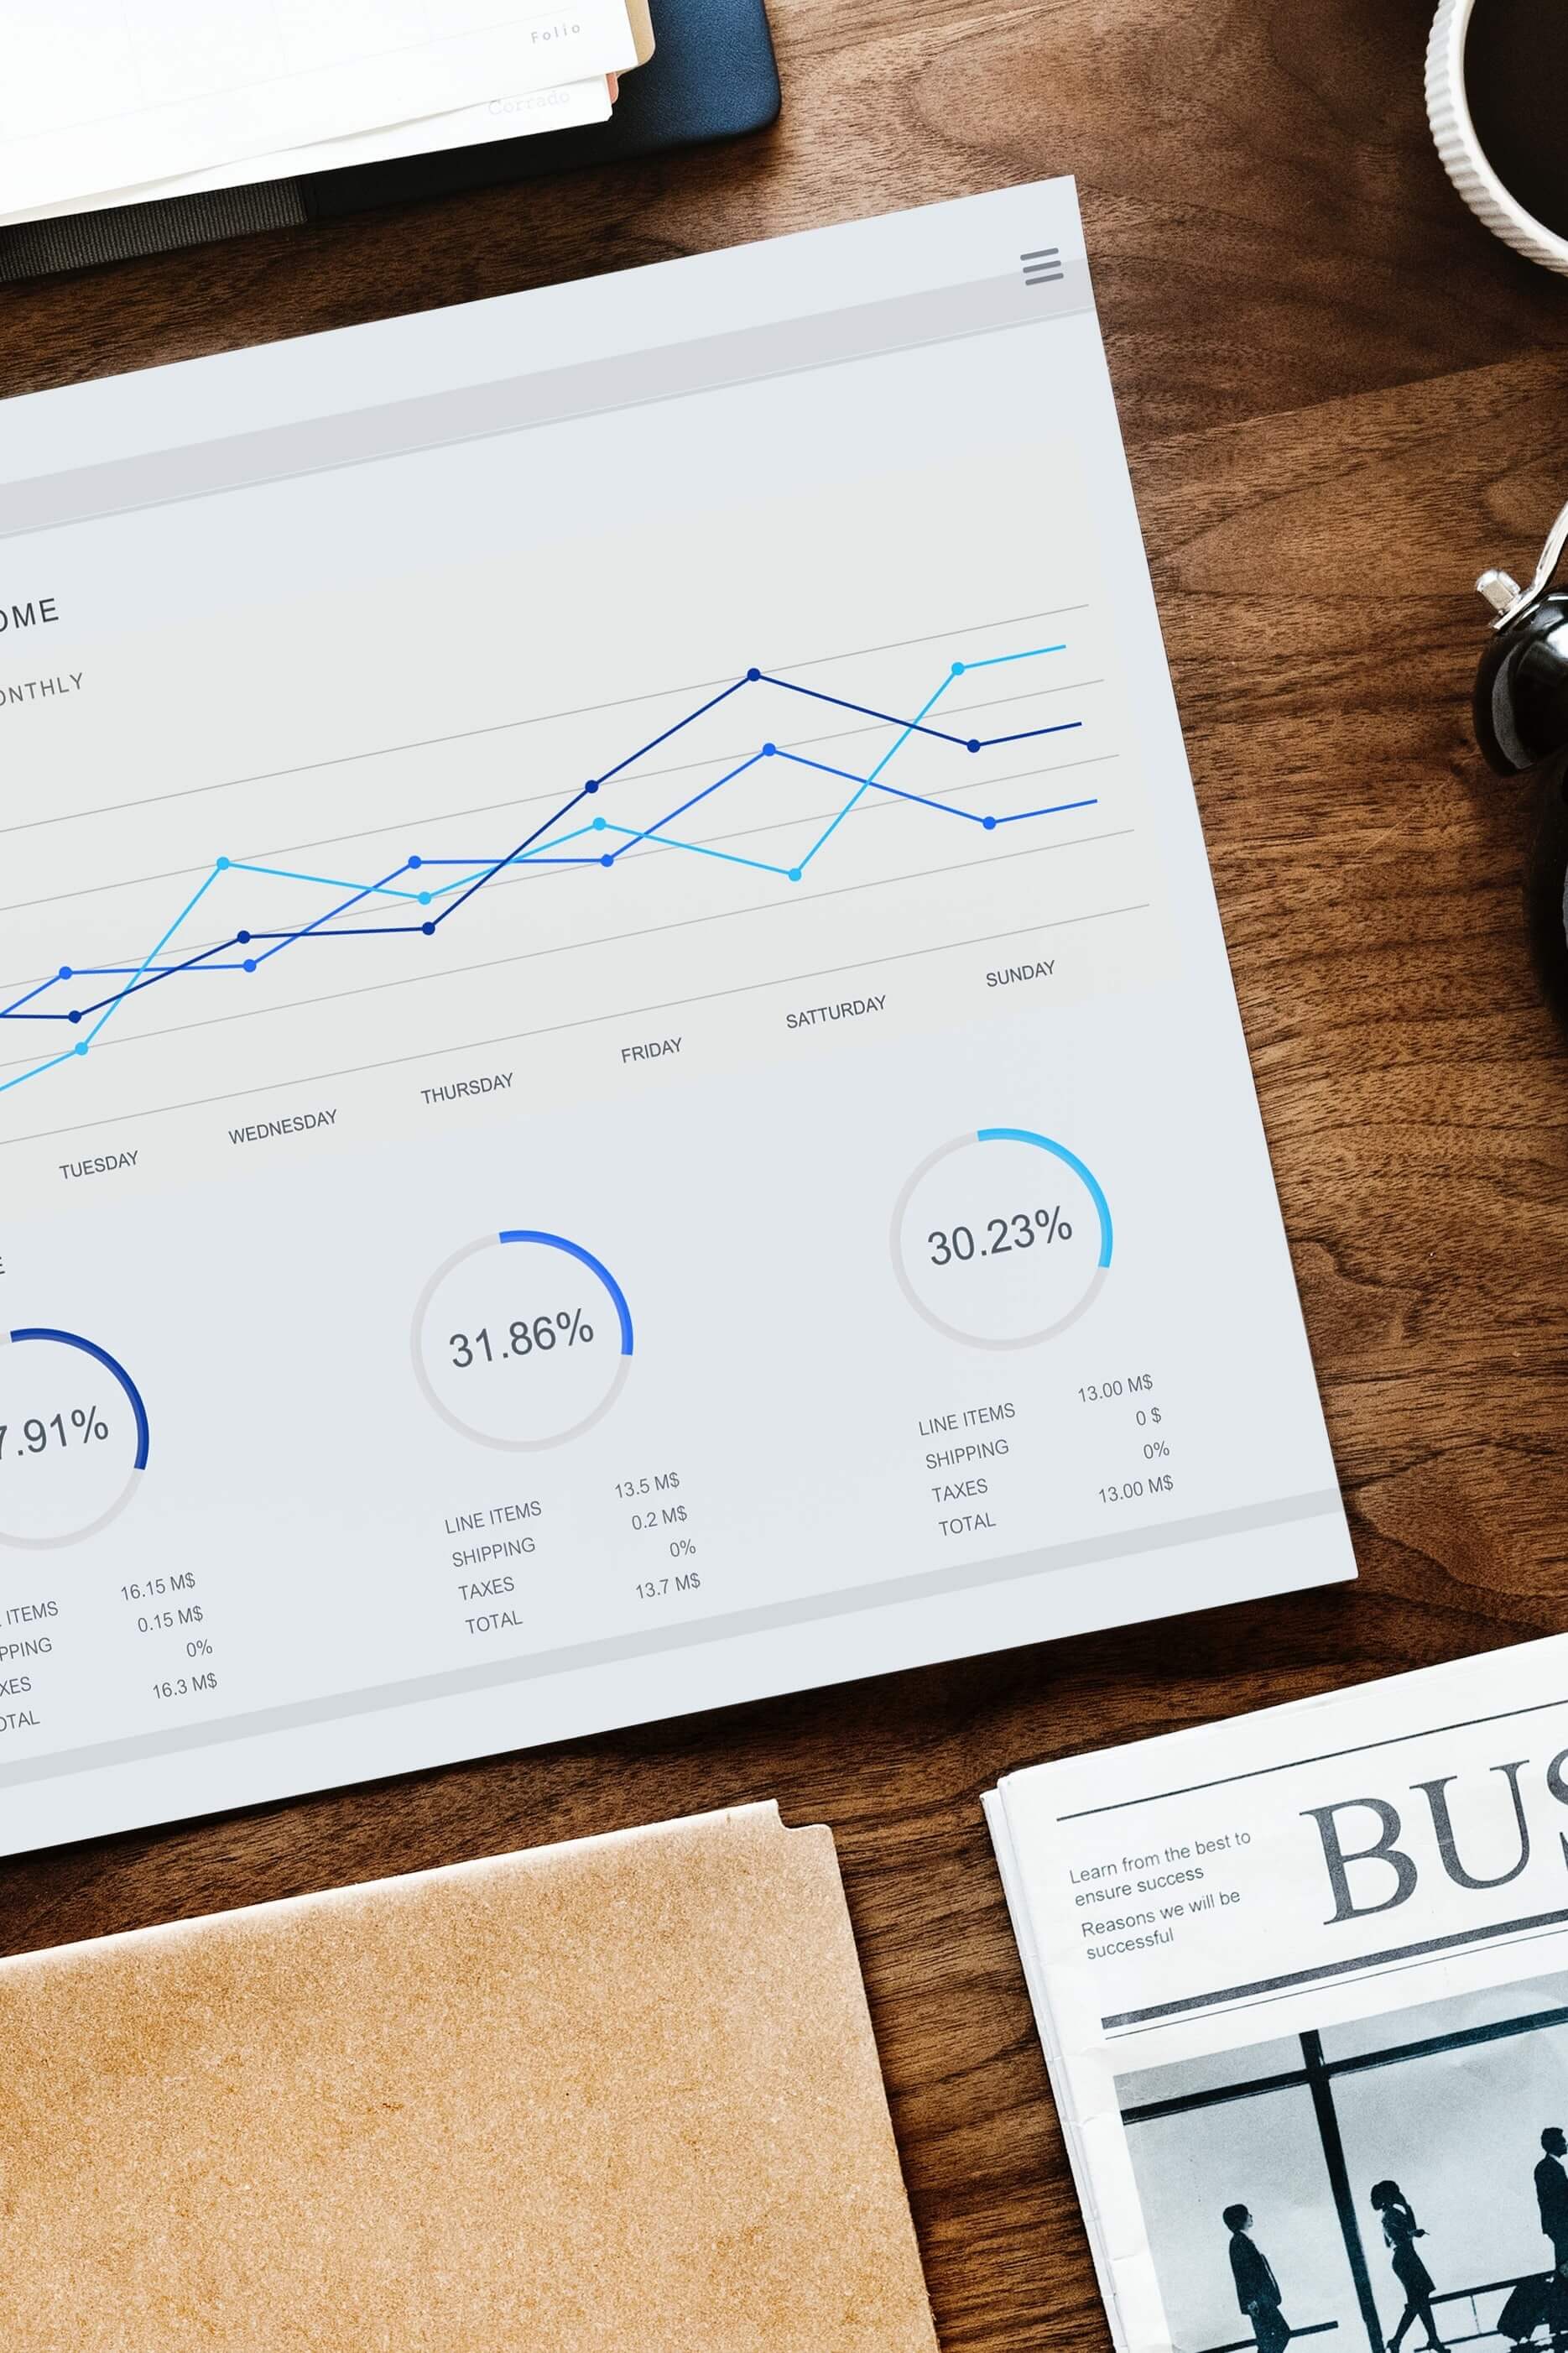 Folio
Corrado
OME
ONTHLY
TUESDAY
WEDNESDAY
THURSDAY
FRIDAY
SATTURDAY
SUNDAY
E
7.91%
ITEMS 16.15 M$
PPING 0.15 M$
XES 0%
OTAL 16.3 M$
31.86%
LINE ITEMS 13.5 M$
SHIPPING 0.2 M$
TAXES 0%
TOTAL 13.7 M$
30.23%
LINE ITEMS 13.00 M$
SHIPPING 0 $
TAXES 0%
TOTAL 13.00 M$
Learn from the best to
ensure success
Reasons we will be
successful
BUS